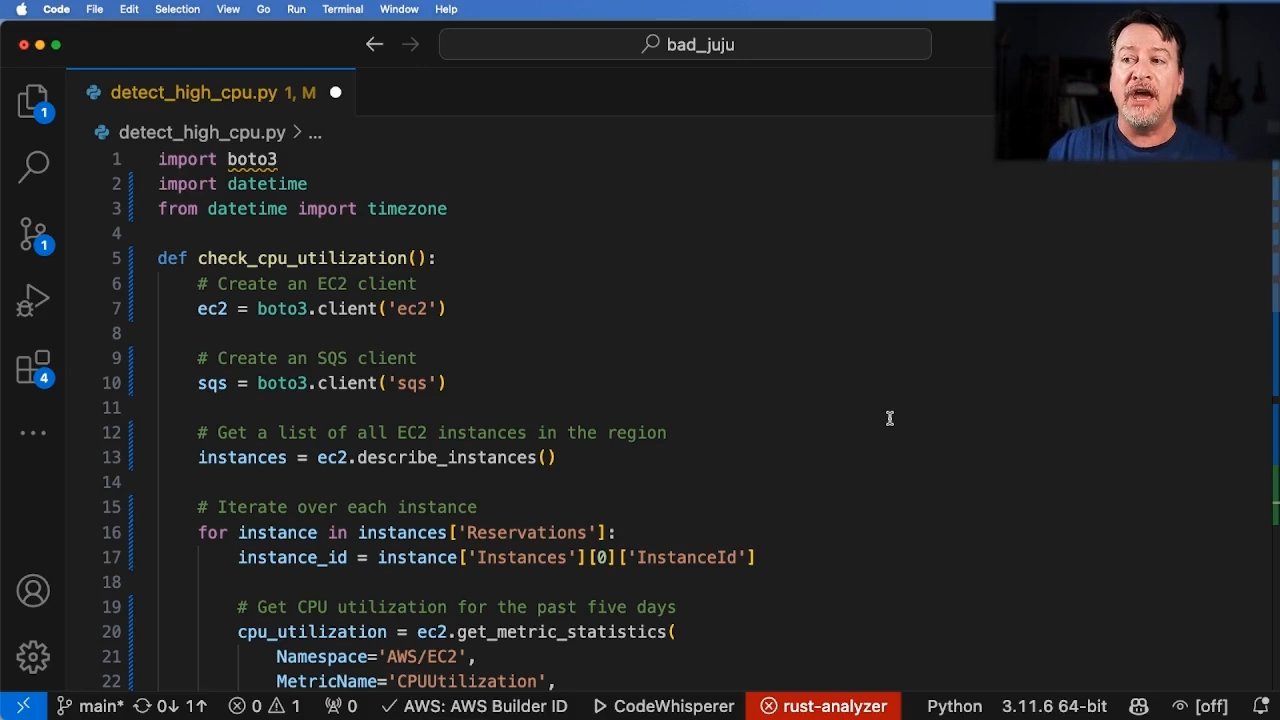 Code File Edit Selection View Go Run Terminal Window Help
bad_juju
detect_high_cpu.py 1, M
detect_high_cpu.py > ...
1 import boto3
2 import datetime
3 from datetime import timezone
4
5 def check_cpu_utilization():
6 # Create an EC2 client
7 ec2 = boto3.client('ec2')
8
9 # Create an SQS client
10 sqs = boto3.client('sqs')
11
12 # Get a list of all EC2 instances in the region
13 instances = ec2.describe_instances()
14
15 # Iterate over each instance
16 for instance in instances['Reservations']:
17 instance_id = instance['Instances'][0]['InstanceId']
18
19 # Get CPU utilization for the past five days
20 cpu_utilization = ec2.get_metric_statistics(
21 Namespace='AWS/EC2',
22 MetricName='CPUUtilization',
1
1
4
main* 0↓ 1↑ 0 1 0 AWS: AWS Builder ID CodeWhisperer rust-analyzer Python 3.11.6 64-bit [off]